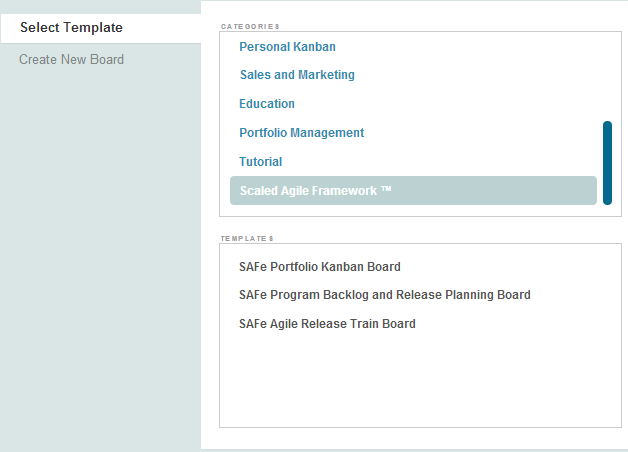 Select Template
Create New Board
CATEGORIES
Personal Kanban
Sales and Marketing
Education
Portfolio Management
Tutorial
Scaled Agile Framework ™
TEMPLATES
SAFe Portfolio Kanban Board
SAFe Program Backlog and Release Planning Board
SAFe Agile Release Train Board